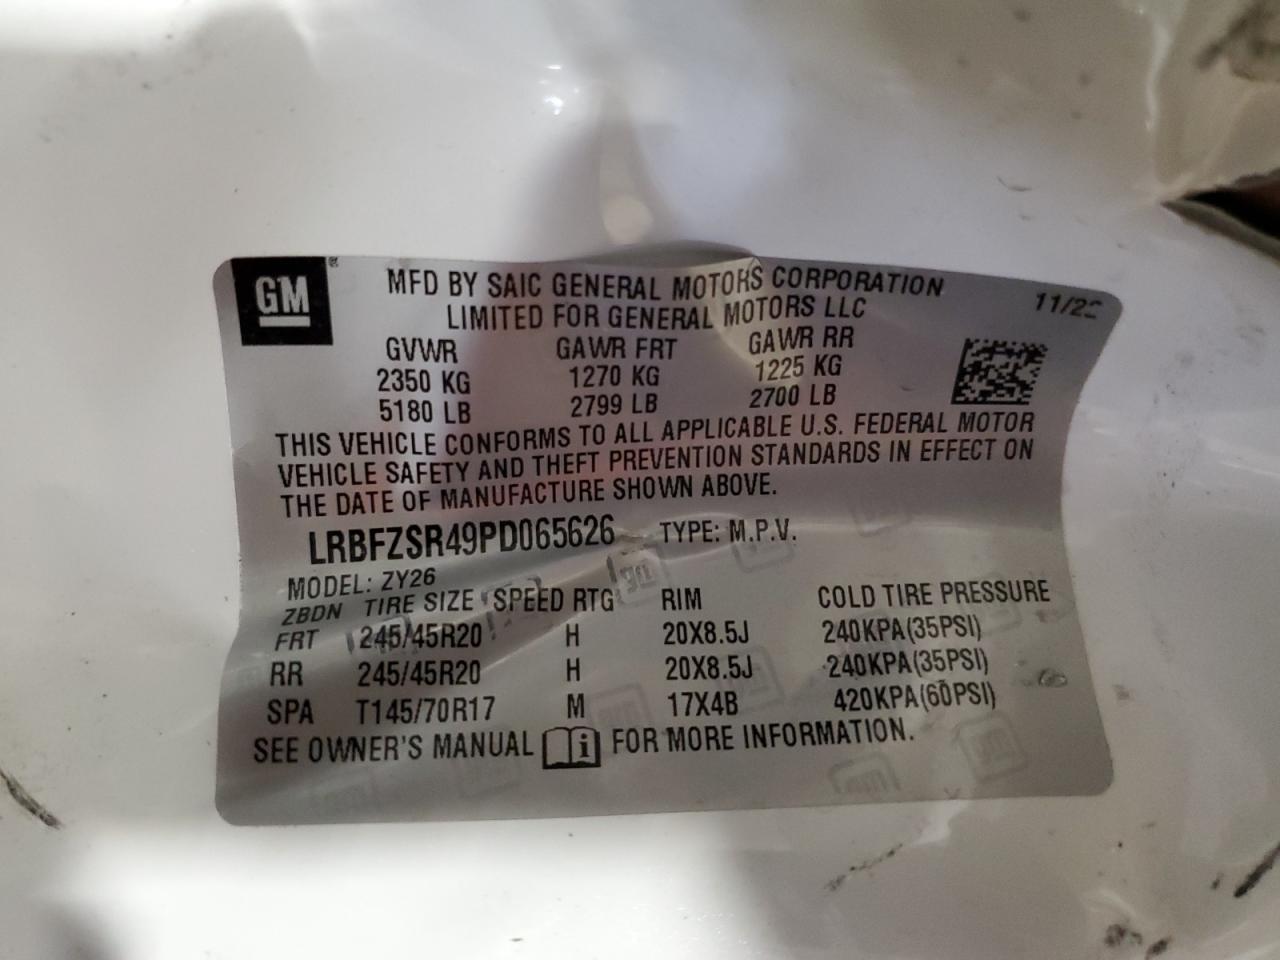 GM
MFD BY SAIC GENERAL MOTORS CORPORATION
LIMITED FOR GENERAL MOTORS LLC
GVWR GAWR FRT GAWR RR
2350 KG 1270 KG 1225 KG
5180 LB 2799 LB 2700 LB
THIS VEHICLE CONFORMS TO ALL APPLICABLE U.S. FEDERAL MOTOR
VEHICLE SAFETY AND THEFT PREVENTION STANDARDS IN EFFECT ON
THE DATE OF MANUFACTURE SHOWN ABOVE.
LRBFZSR49PD065626 TYPE: M.P.V.
MODEL: ZY26
ZBDN TIRE SIZE SPEED RTG RIM COLD TIRE PRESSURE
FRT 245/45R20 H 20X8.5J 240KPA(35PSI)
RR 245/45R20 H 20X8.5J 240KPA(35PSI)
SPA T145/70R17 M 17X4B 420KPA(60PSI)
SEE OWNER'S MANUAL i FOR MORE INFORMATION.